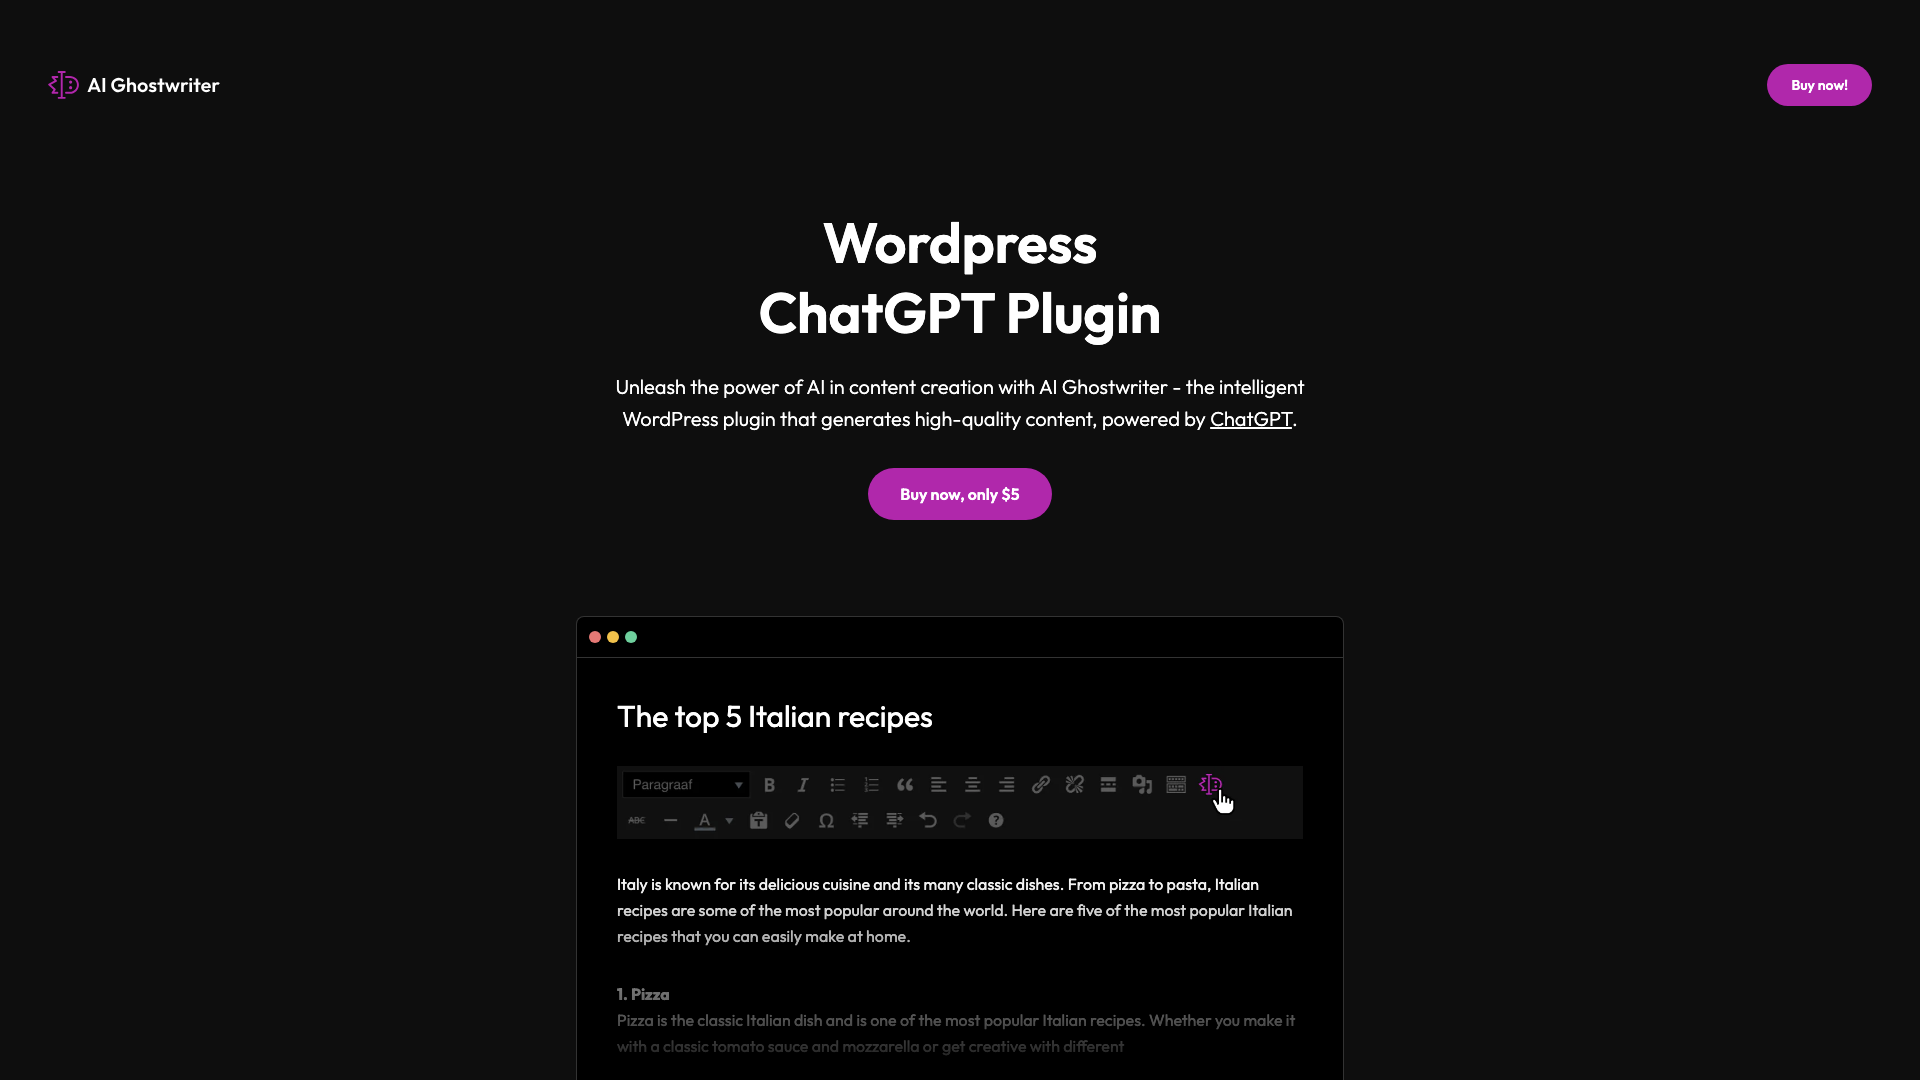 AI Ghostwriter
Buy now!
Wordpress
ChatGPT Plugin
Unleash the power of AI in content creation with AI Ghostwriter - the intelligent
WordPress plugin that generates high-quality content, powered by ChatGPT.
Buy now, only $5
The top 5 Italian recipes
Paragraaf
B I
ABC A Ω ?
Italy is known for its delicious cuisine and its many classic dishes. From pizza to pasta, Italian
recipes are some of the most popular around the world. Here are five of the most popular Italian
recipes that you can easily make at home.
1. Pizza
Pizza is the classic Italian dish and is one of the most popular Italian recipes. Whether you make it
with a classic tomato sauce and mozzarella or get creative with different